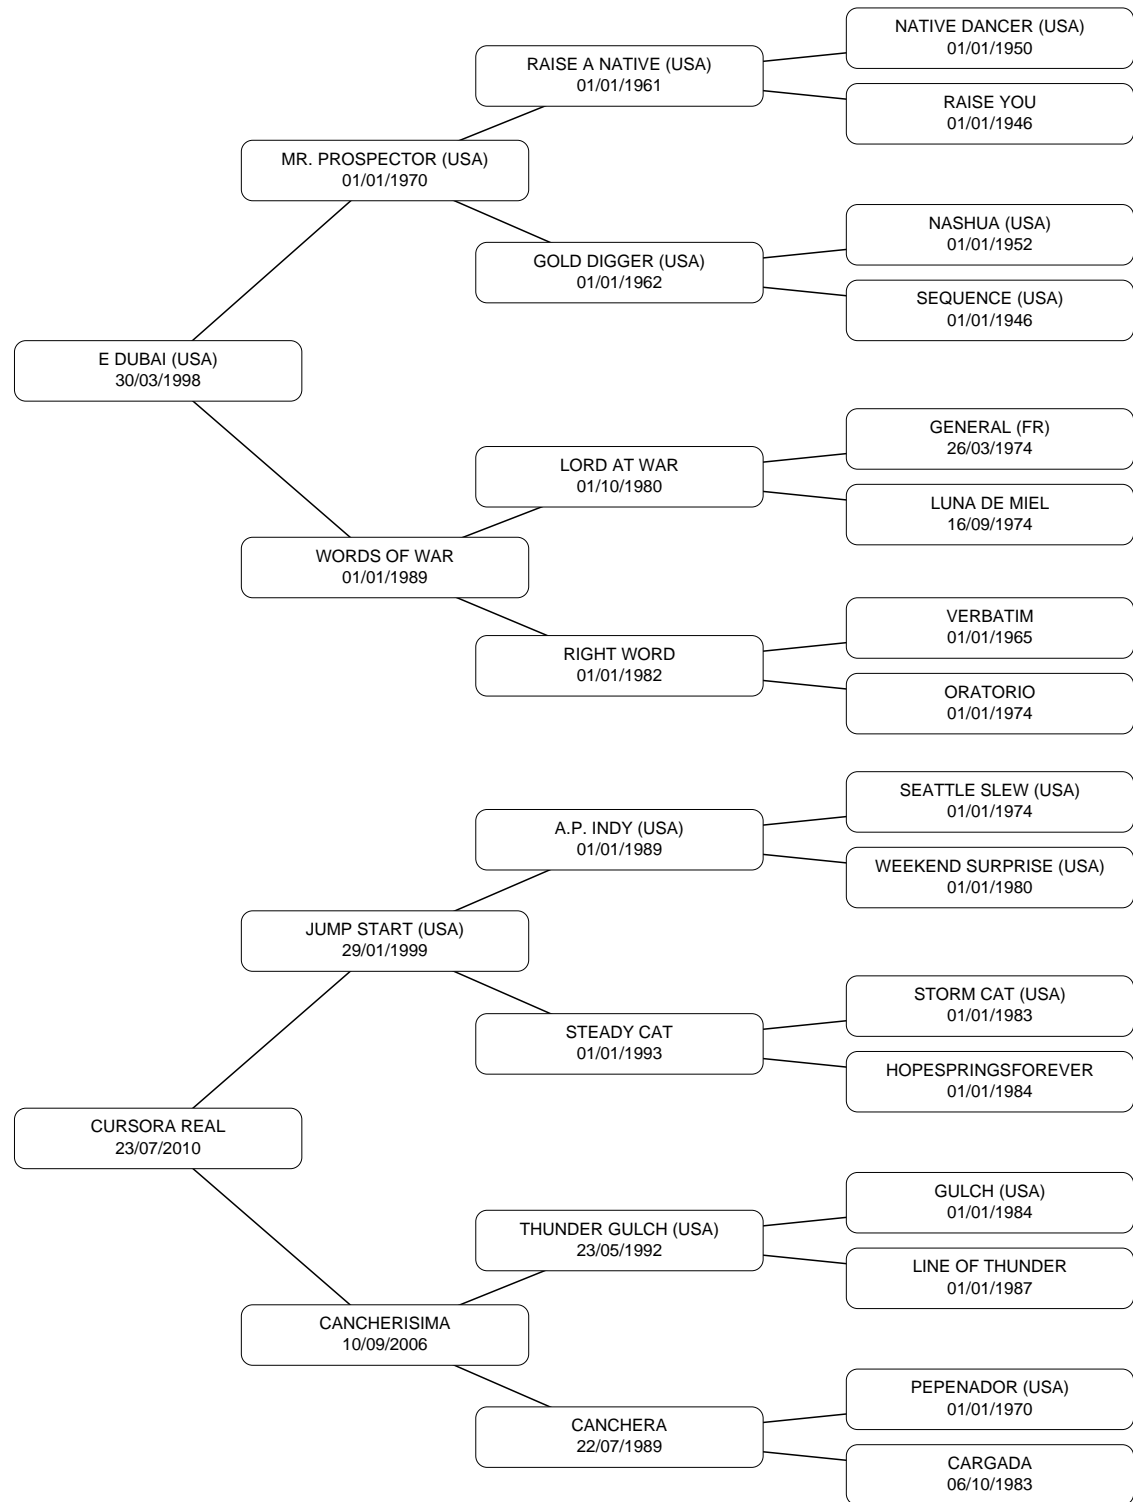 NATIVE DANCER (USA)
01/01/1950
RAISE A NATIVE (USA)
01/01/1961
RAISE YOU
01/01/1946
MR. PROSPECTOR (USA)
01/01/1970
NASHUA (USA)
01/01/1952
GOLD DIGGER (USA)
01/01/1962
SEQUENCE (USA)
01/01/1946
E DUBAI (USA)
30/03/1998
GENERAL (FR)
26/03/1974
LORD AT WAR
01/10/1980
LUNA DE MIEL
16/09/1974
WORDS OF WAR
01/01/1989
VERBATIM
01/01/1965
RIGHT WORD
01/01/1982
ORATORIO
01/01/1974
SEATTLE SLEW (USA)
01/01/1974
A.P. INDY (USA)
01/01/1989
WEEKEND SURPRISE (USA)
01/01/1980
JUMP START (USA)
29/01/1999
STORM CAT (USA)
01/01/1983
STEADY CAT
01/01/1993
HOPESPRINGSFOREVER
01/01/1984
CURSORA REAL
23/07/2010
GULCH (USA)
01/01/1984
THUNDER GULCH (USA)
23/05/1992
LINE OF THUNDER
01/01/1987
CANCHERISIMA
10/09/2006
PEPENADOR (USA)
01/01/1970
CANCHERA
22/07/1989
CARGADA
06/10/1983